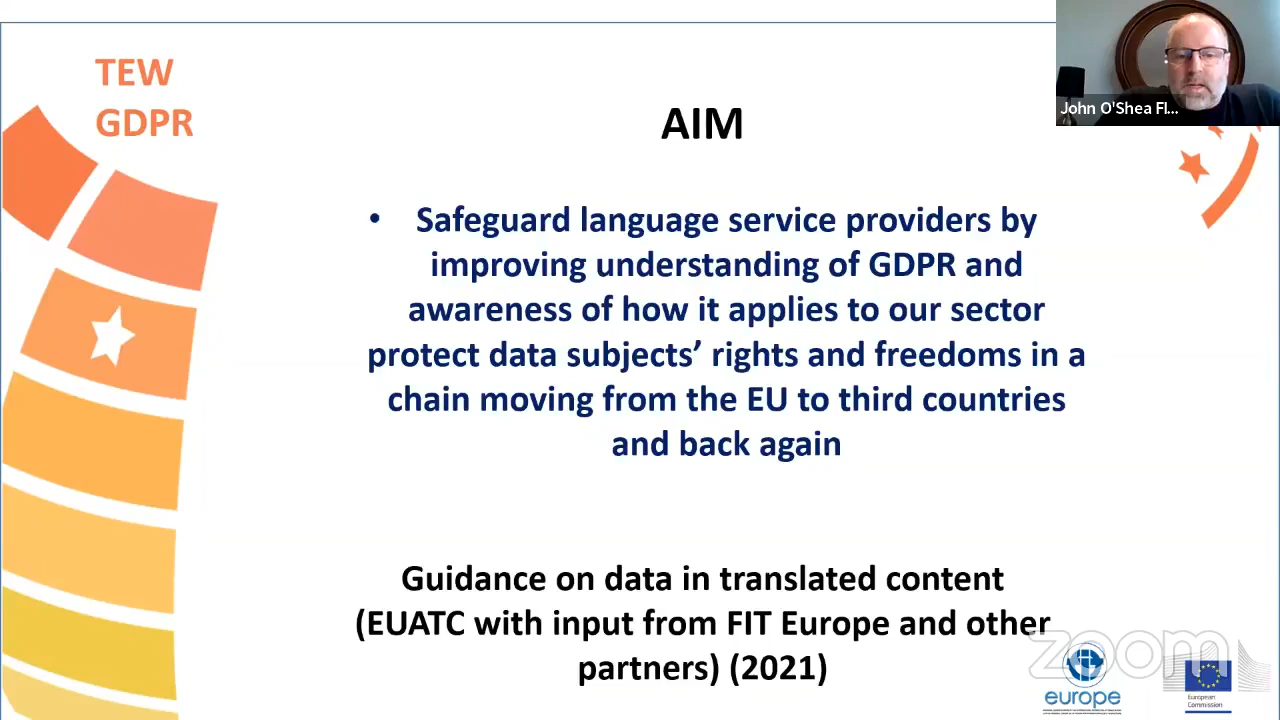 TEW
GDPR
AIM
John O'Shea Fl...
• Safeguard language service providers by
improving understanding of GDPR and
awareness of how it applies to our sector
protect data subjects’ rights and freedoms in a
chain moving from the EU to third countries
and back again
Guidance on data in translated content
(EUATC with input from FIT Europe and other
partners) (2021)
zoom
europe
European
Commission